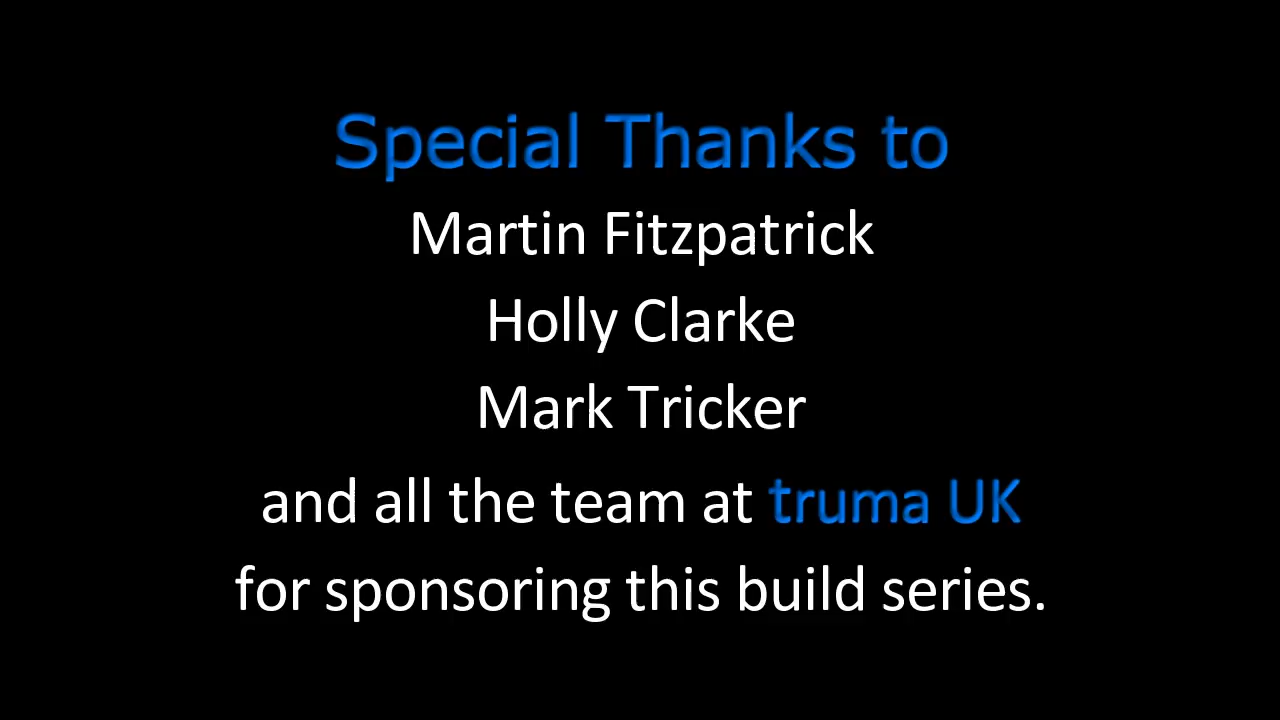 Special Thanks to
Martin Fitzpatrick
Holly Clarke
Mark Tricker
and all the team at truma UK
for sponsoring this build series.